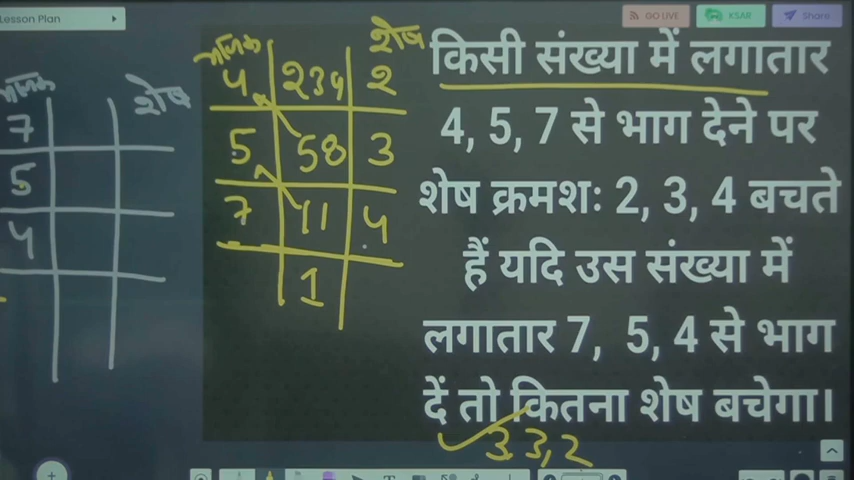 Lesson Plan
GO LIVE
KSAR
Share
भाजक
शेष
7
5
4
भाजक
शेष
4 234 2
5 58 3
7 11 4
1
किसी संख्या में लगातार
4, 5, 7 से भाग देने पर
शेष क्रमशः 2, 3, 4 बचते
हैं यदि उस संख्या में
लगातार 7, 5, 4 से भाग
दें तो कितना शेष बचेगा।
3 3, 2